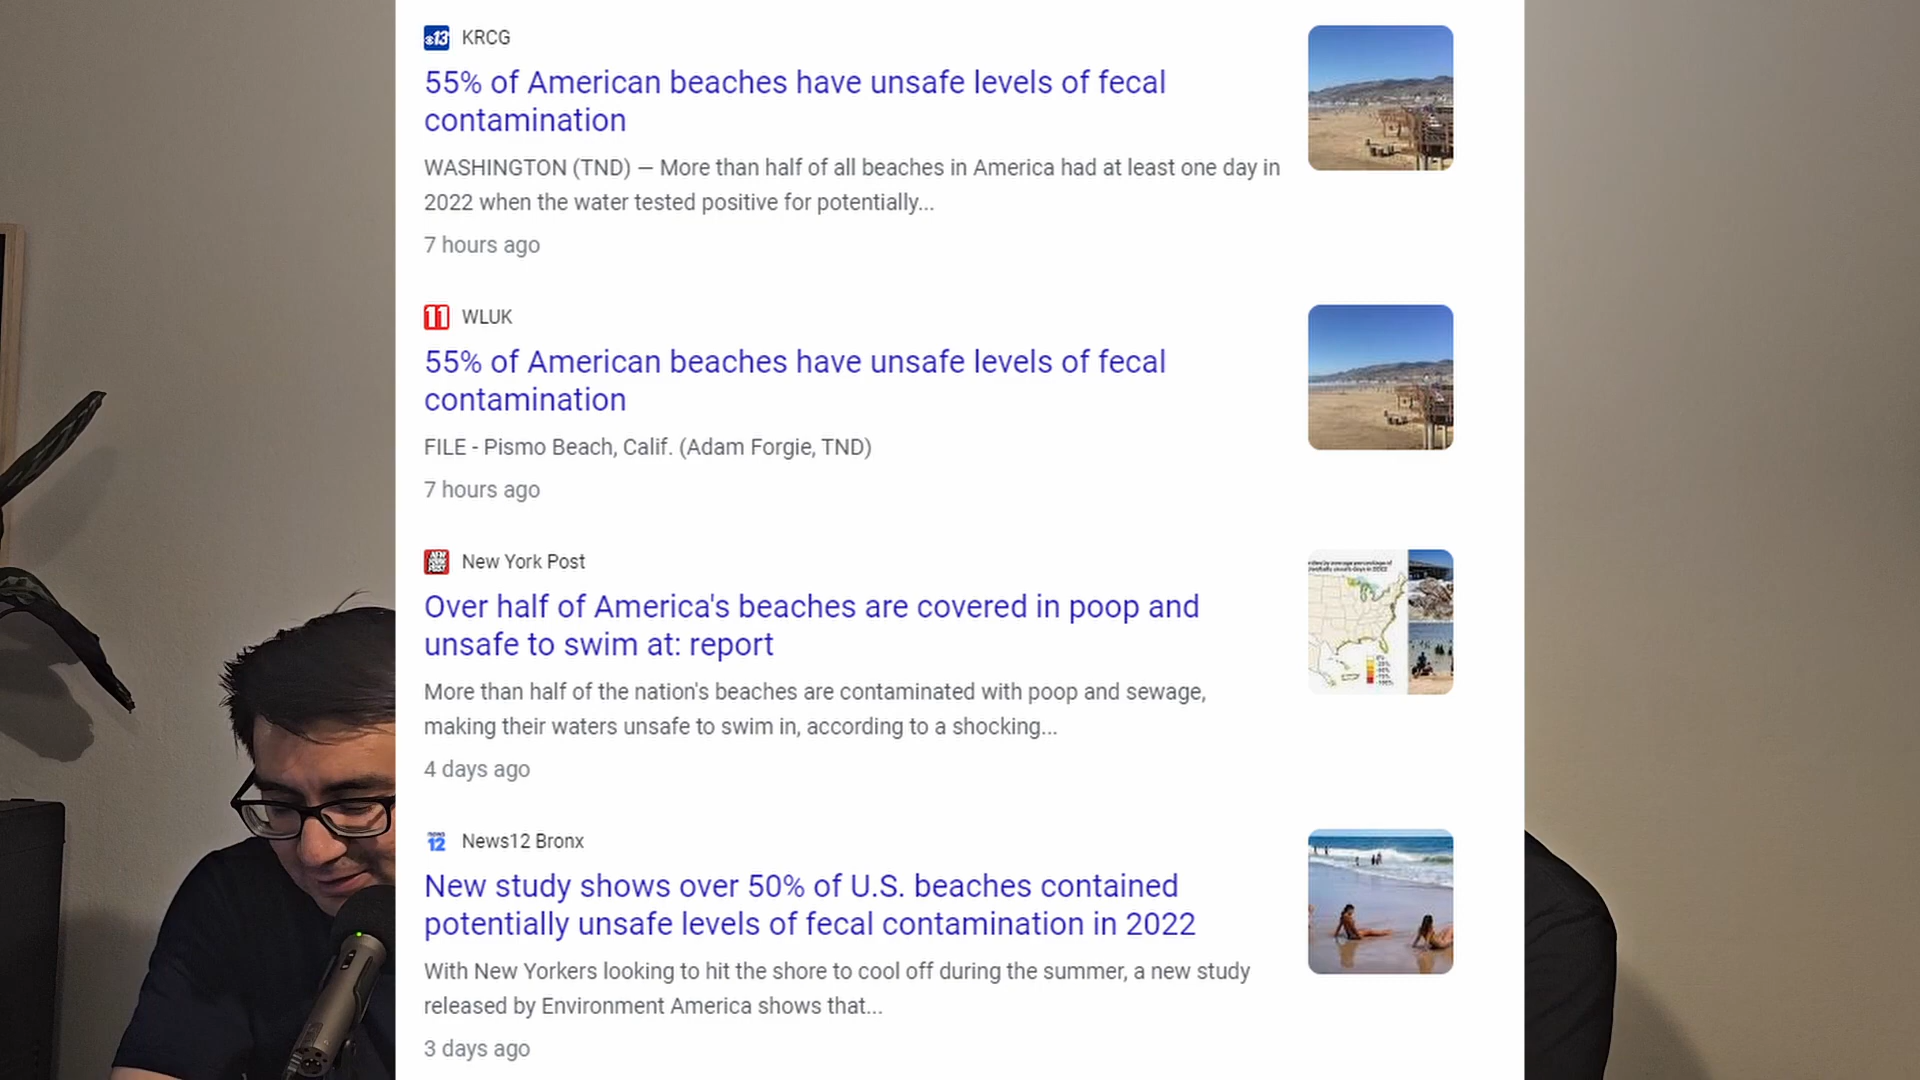 KRCG
55% of American beaches have unsafe levels of fecal
contamination
WASHINGTON (TND) — More than half of all beaches in America had at least one day in
2022 when the water tested positive for potentially...
7 hours ago
11 WLUK
55% of American beaches have unsafe levels of fecal
contamination
FILE - Pismo Beach, Calif. (Adam Forgie, TND)
7 hours ago
NEW YORK POST New York Post
Over half of America's beaches are covered in poop and
unsafe to swim at: report
More than half of the nation's beaches are contaminated with poop and sewage,
making their waters unsafe to swim in, according to a shocking...
4 days ago
news 12 News12 Bronx
New study shows over 50% of U.S. beaches contained
potentially unsafe levels of fecal contamination in 2022
With New Yorkers looking to hit the shore to cool off during the summer, a new study
released by Environment America shows that...
3 days ago